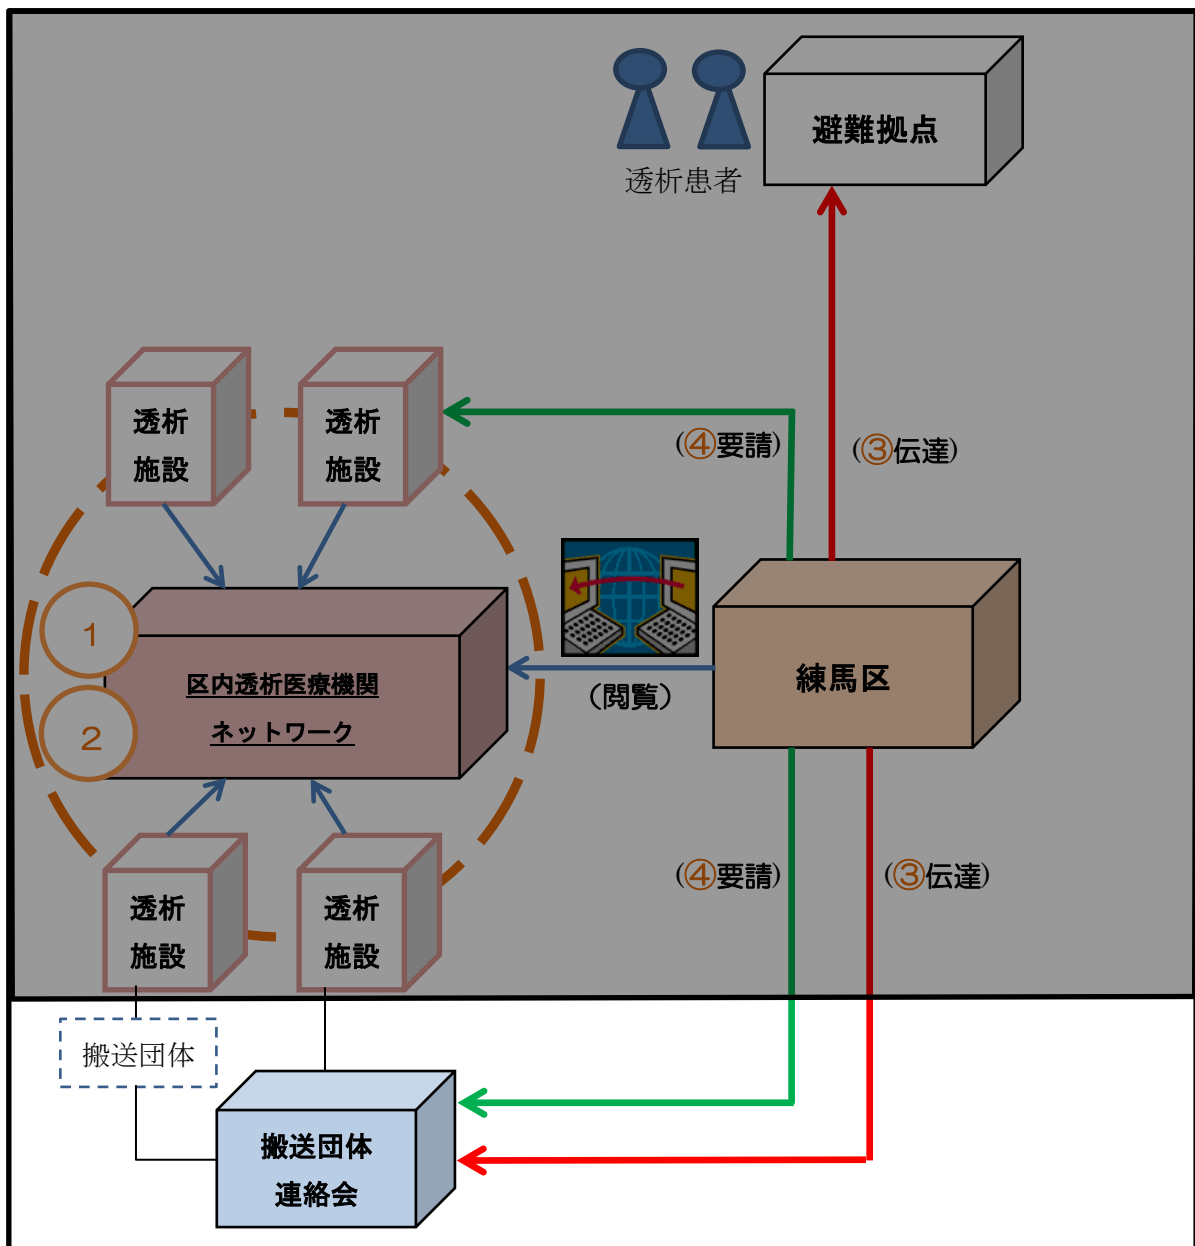 避難拠点
透析患者
透析
施設
透析
施設
(④要請)
(③伝達)
1
2
区内透析医療機関
ネットワーク
(閲覧)
練馬区
透析
施設
透析
施設
(④要請)
(③伝達)
搬送団体
搬送団体
連絡会